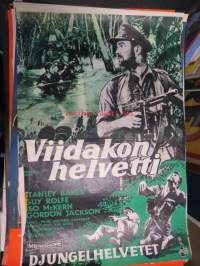 Viidakon
helvetti
STANLEY BAKER
GUY ROLFE
LEO McKERN
GORDON JACKSON
DJUNGELHELVETET